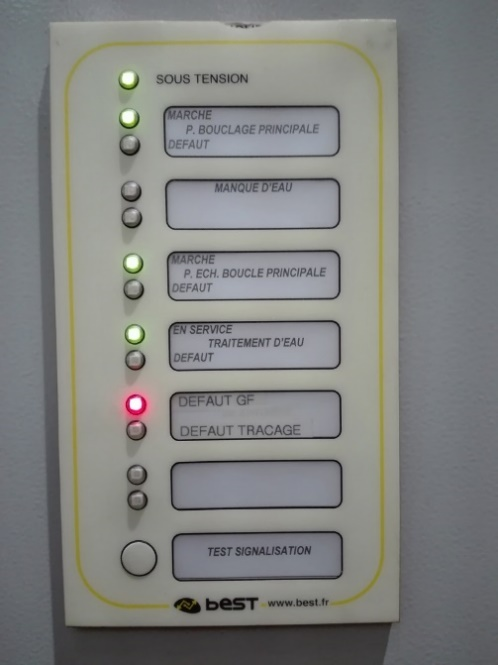 SOUS TENSION
MARCHE
P. BOUCLAGE PRINCIPALE
DEFAUT
MANQUE D'EAU
MARCHE
P. ECH. BOUCLE PRINCIPALE
DEFAUT
EN SERVICE
TRAITEMENT D'EAU
DEFAUT
DEFAUT GF
DEFAUT TRACAGE
TEST SIGNALISATION
beST www.best.fr